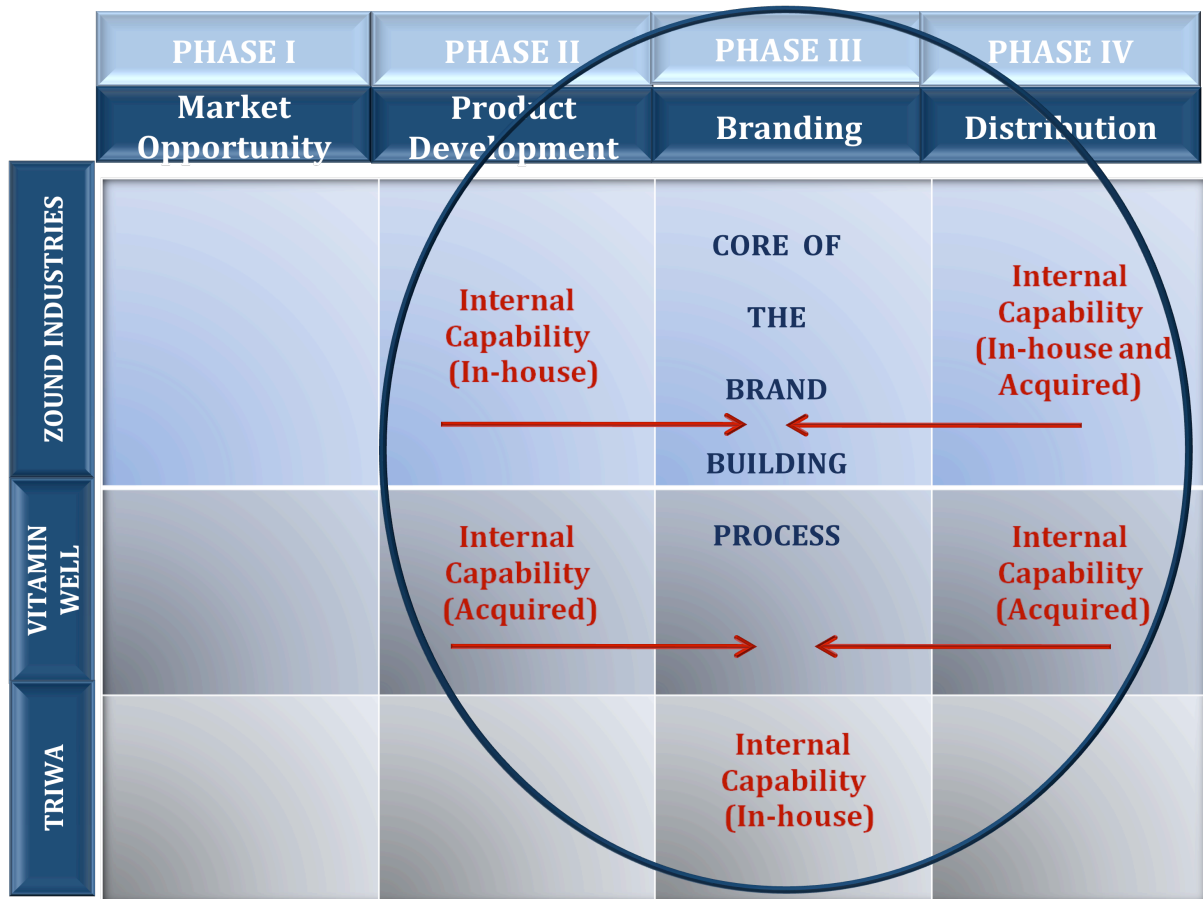 PHASE I
PHASE II
PHASE III
PHASE IV
Market
Opportunity
Product
Development
Branding
Distribution
ZOUND INDUSTRIES
Internal
Capability
(In-house)
CORE OF
THE
BRAND
BUILDING
PROCESS
Internal
Capability
(In-house and
Acquired)
VITAMIN
WELL
Internal
Capability
(Acquired)
Internal
Capability
(Acquired)
TRIWA
Internal
Capability
(In-house)